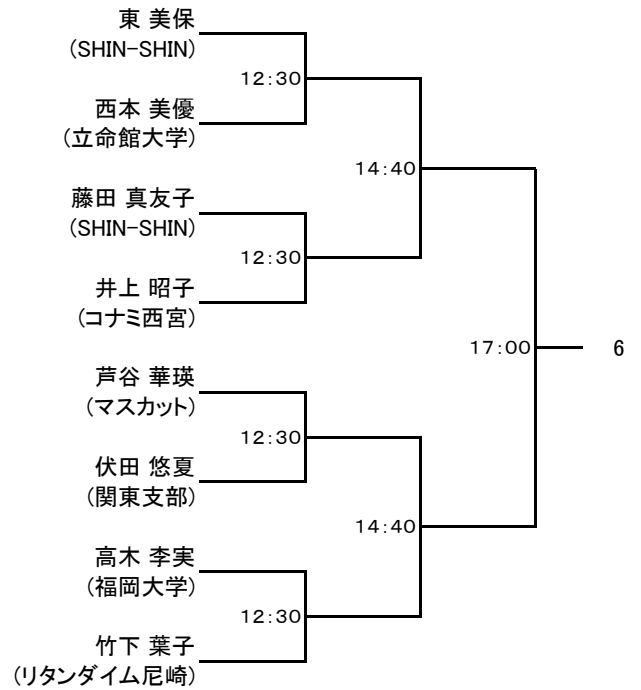 東 美保
(SHIN-SHIN)
12:30
西本 美優
(立命館大学)
14:40
藤田 真友子
(SHIN-SHIN)
12:30
井上 昭子
(コナミ西宮)
17:00
6
芦谷 華瑛
(マスカット)
12:30
伏田 悠夏
(関東支部)
14:40
高木 李実
(福岡大学)
12:30
竹下 葉子
(リタンダイム尼崎)